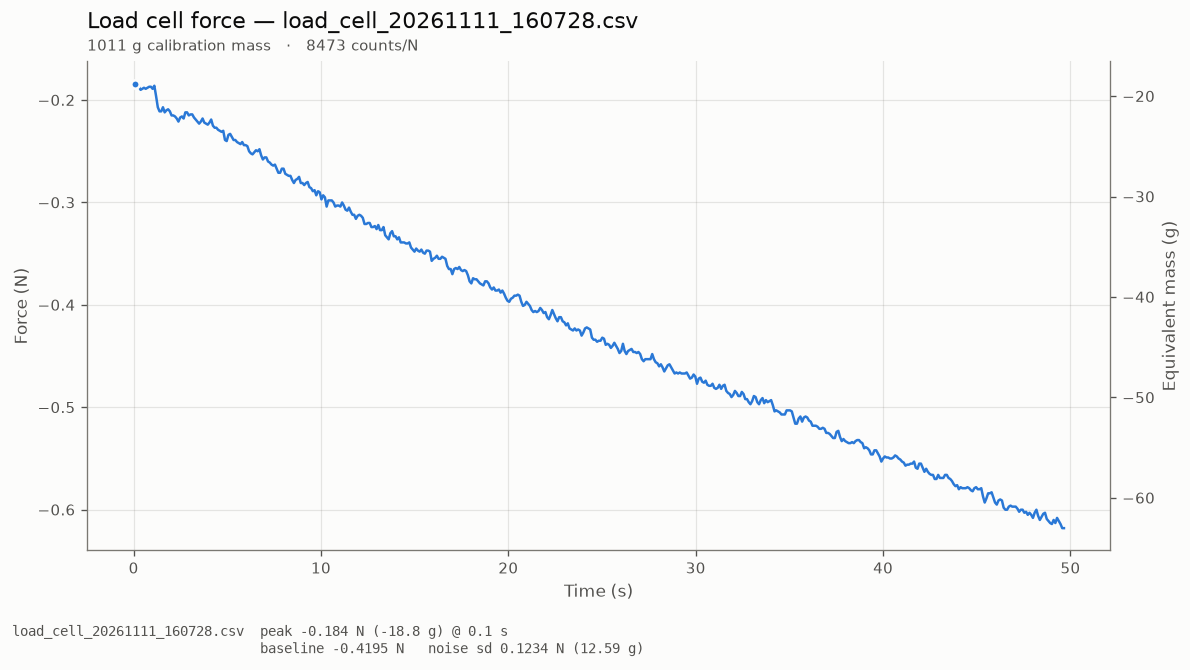 Load cell force — load_cell_20261111_160728.csv
1011 g calibration mass · 8473 counts/N
−0.2
−0.3
−0.4
−0.5
−0.6
Force (N)
−20
−30
−40
−50
−60
Equivalent mass (g)
0 10 20 30 40 50
Time (s)
load_cell_20261111_160728.csv peak -0.184 N (-18.8 g) @ 0.1 s
baseline -0.4195 N noise sd 0.1234 N (12.59 g)